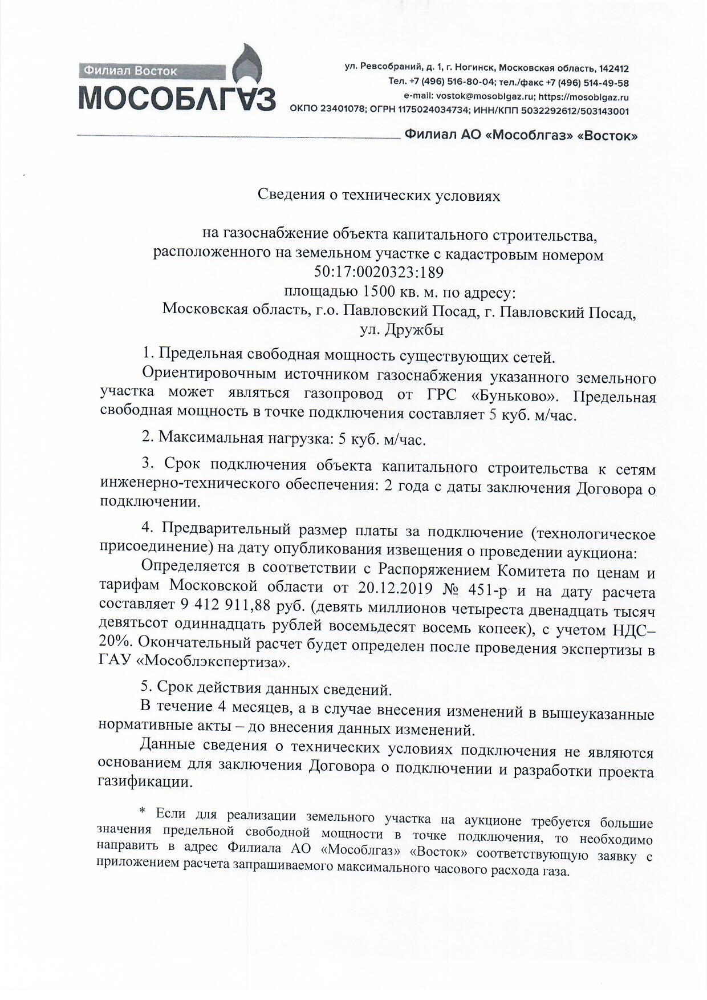 Филиал Восток
МОСОБЛГАЗ
ул. Ревсобраний, д. 1, г. Ногинск, Московская область, 142412
Тел. +7 (496) 516-80-04; тел./факс +7 (496) 514-49-58
e-mail: vostok@mosoblgaz.ru; https://mosoblgaz.ru
ОКПО 23401078; ОГРН 1175024034734; ИНН/КПП 5032292612/503143001
Филиал АО «Мособлгаз» «Восток»
Сведения о технических условиях
на газоснабжение объекта капитального строительства,
расположенного на земельном участке с кадастровым номером
50:17:0020323:189
площадью 1500 кв. м. по адресу:
Московская область, г.о. Павловский Посад, г. Павловский Посад,
ул. Дружбы
1. Предельная свободная мощность существующих сетей.
Ориентировочным источником газоснабжения указанного земельного
участка может являться газопровод от ГРС «Буньково». Предельная
свободная мощность в точке подключения составляет 5 куб. м/час.
2. Максимальная нагрузка: 5 куб. м/час.
3. Срок подключения объекта капитального строительства к сетям
инженерно-технического обеспечения: 2 года с даты заключения Договора о
подключении.
4. Предварительный размер платы за подключение (технологическое
присоединение) на дату опубликования извещения о проведении аукциона:
Определяется в соответствии с Распоряжением Комитета по ценам и
тарифам Московской области от 20.12.2019 № 451-р и на дату расчета
составляет 9 412 911,88 руб. (девять миллионов четыреста двенадцать тысяч
девятьсот одиннадцать рублей восемьдесят восемь копеек), с учетом НДС–
20%. Окончательный расчет будет определен после проведения экспертизы в
ГАУ «Мособлэкспертиза».
5. Срок действия данных сведений.
В течение 4 месяцев, а в случае внесения изменений в вышеуказанные
нормативные акты – до внесения данных изменений.
Данные сведения о технических условиях подключения не являются
основанием для заключения Договора о подключении и разработки проекта
газификации.
* Если для реализации земельного участка на аукционе требуется большие
значения предельной свободной мощности в точке подключения, то необходимо
направить в адрес Филиала АО «Мособлгаз» «Восток» соответствующую заявку с
приложением расчета запрашиваемого максимального часового расхода газа.